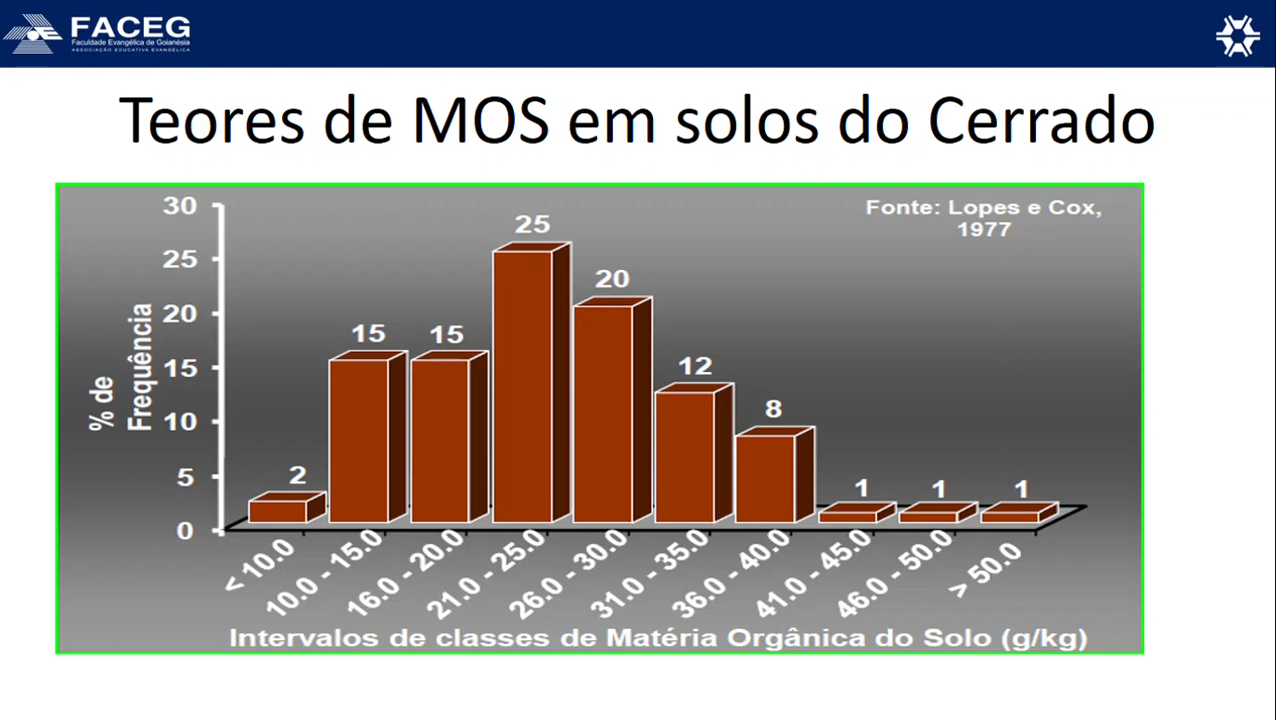 FACEG
Faculdade Evangélica de Goianésia
ASSOCIAÇÃO EDUCATIVA EVANGÉLICA
Teores de MOS em solos do Cerrado
Fonte: Lopes e Cox,
1977
% de
Frequência
30
25
20
15
10
5
0
2
15
15
25
20
12
8
1
1
1
< 10.0
10.0 - 15.0
16.0 - 20.0
21.0 - 25.0
26.0 - 30.0
31.0 - 35.0
36.0 - 40.0
41.0 - 45.0
46.0 - 50.0
> 50.0
Intervalos de classes de Matéria Orgânica do Solo (g/kg)